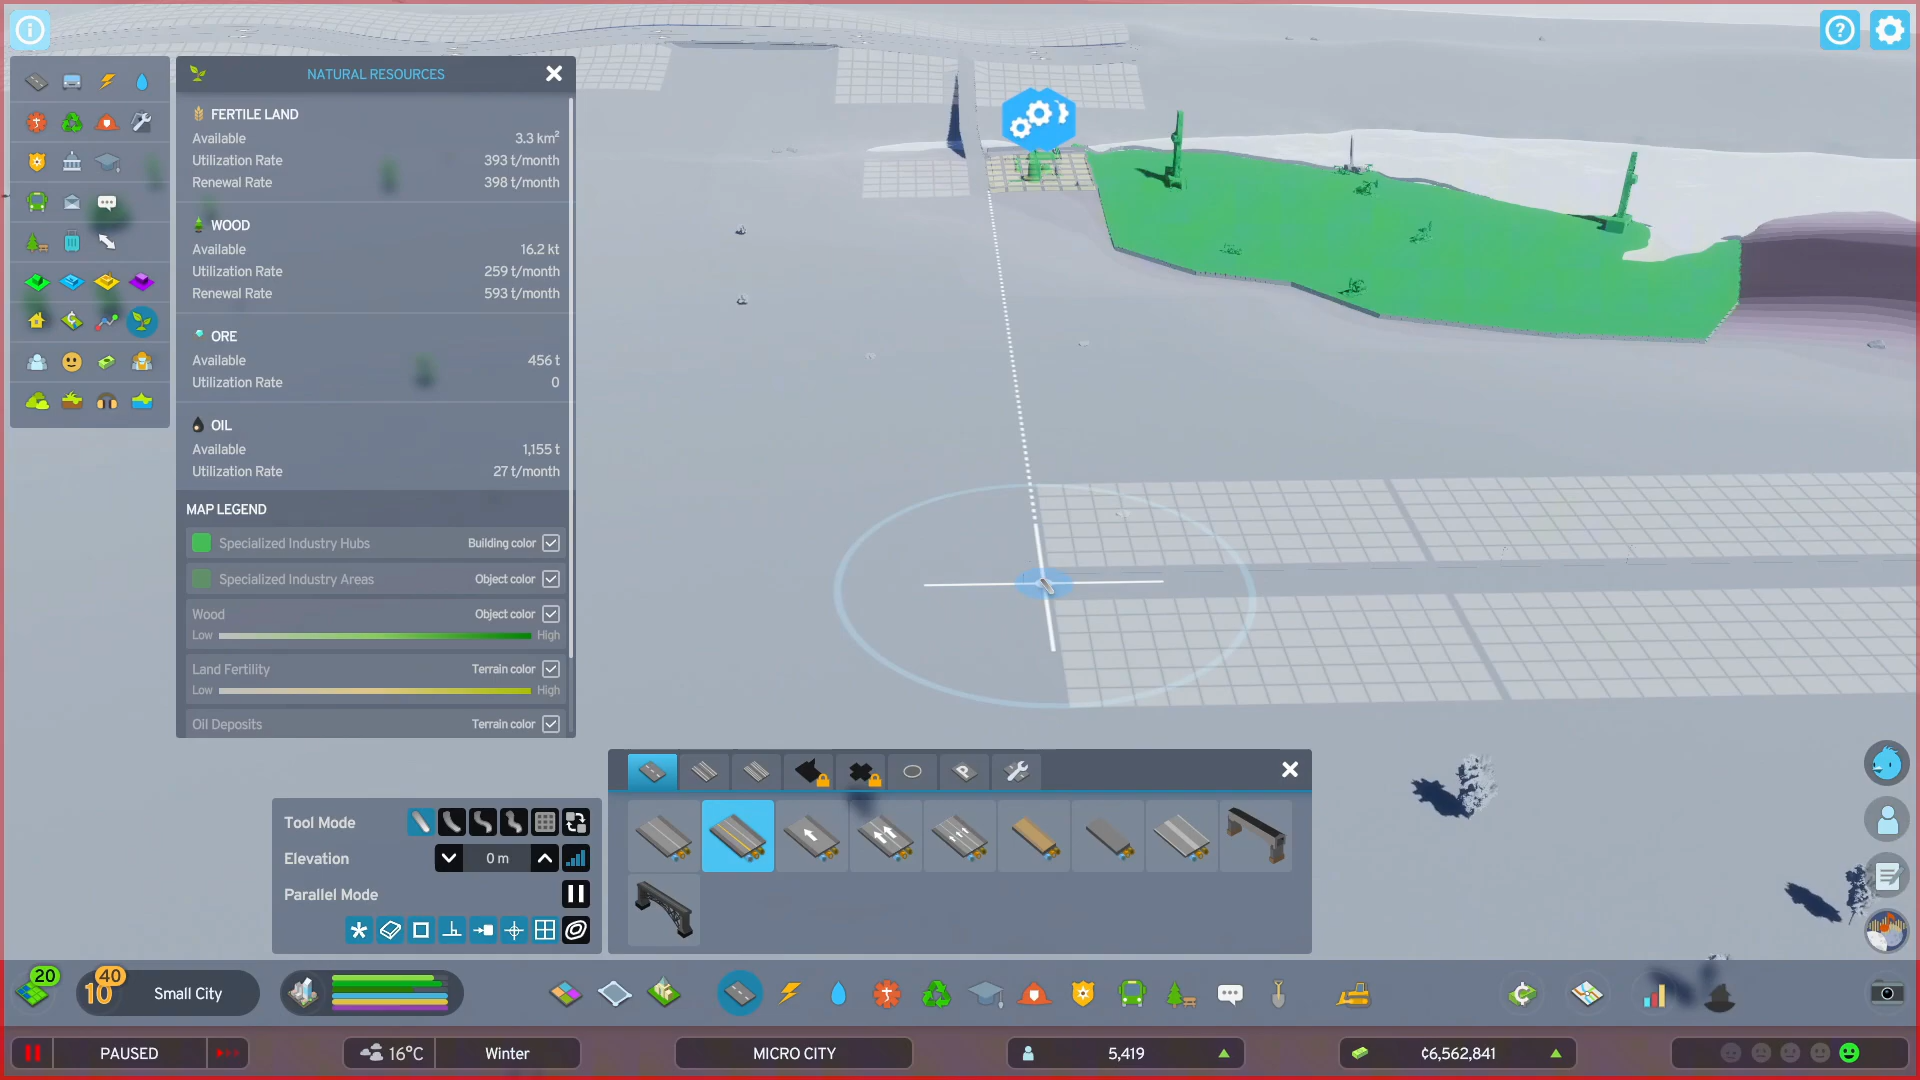 NATURAL RESOURCES
FERTILE LAND
Available 3.3 km²
Utilization Rate 393 t/month
Renewal Rate 398 t/month
WOOD
Available 16.2 kt
Utilization Rate 259 t/month
Renewal Rate 593 t/month
ORE
Available 456 t
Utilization Rate 0
OIL
Available 1,155 t
Utilization Rate 27 t/month
MAP LEGEND
Specialized Industry Hubs Building color
Specialized Industry Areas Object color
Wood Object color
Low High
Land Fertility Terrain color
Low High
Oil Deposits Terrain color
Tool Mode
Elevation 0 m
Parallel Mode
20
40
10
Small City
PAUSED
16°C
Winter
MICRO CITY
5,419
¢6,562,841